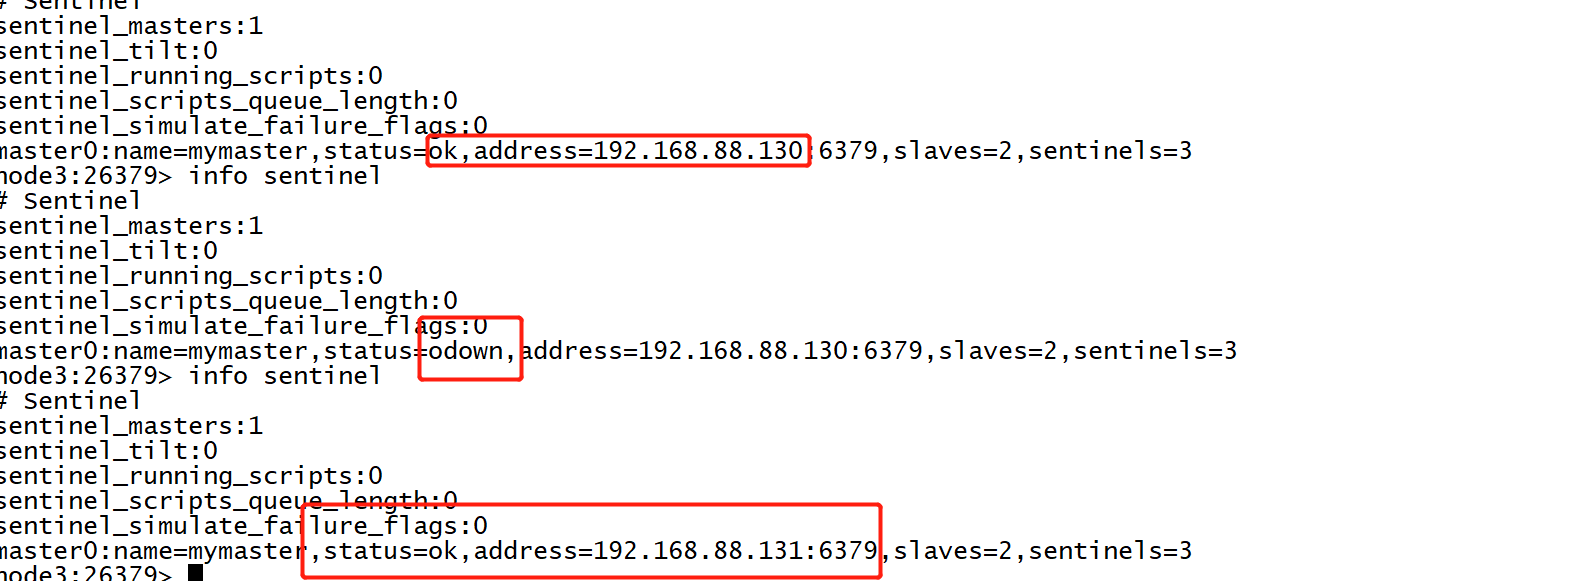 # Sentinel
sentinel_masters:1
sentinel_tilt:0
sentinel_running_scripts:0
sentinel_scripts_queue_length:0
sentinel_simulate_failure_flags:0
master0:name=mymaster,status=ok,address=192.168.88.130:6379,slaves=2,sentinels=3
node3:26379> info sentinel
# Sentinel
sentinel_masters:1
sentinel_tilt:0
sentinel_running_scripts:0
sentinel_scripts_queue_length:0
sentinel_simulate_failure_flags:0
master0:name=mymaster,status=odown,address=192.168.88.130:6379,slaves=2,sentinels=3
node3:26379> info sentinel
# Sentinel
sentinel_masters:1
sentinel_tilt:0
sentinel_running_scripts:0
sentinel_scripts_queue_length:0
sentinel_simulate_failure_flags:0
master0:name=mymaster,status=ok,address=192.168.88.131:6379,slaves=2,sentinels=3
node3:26379>